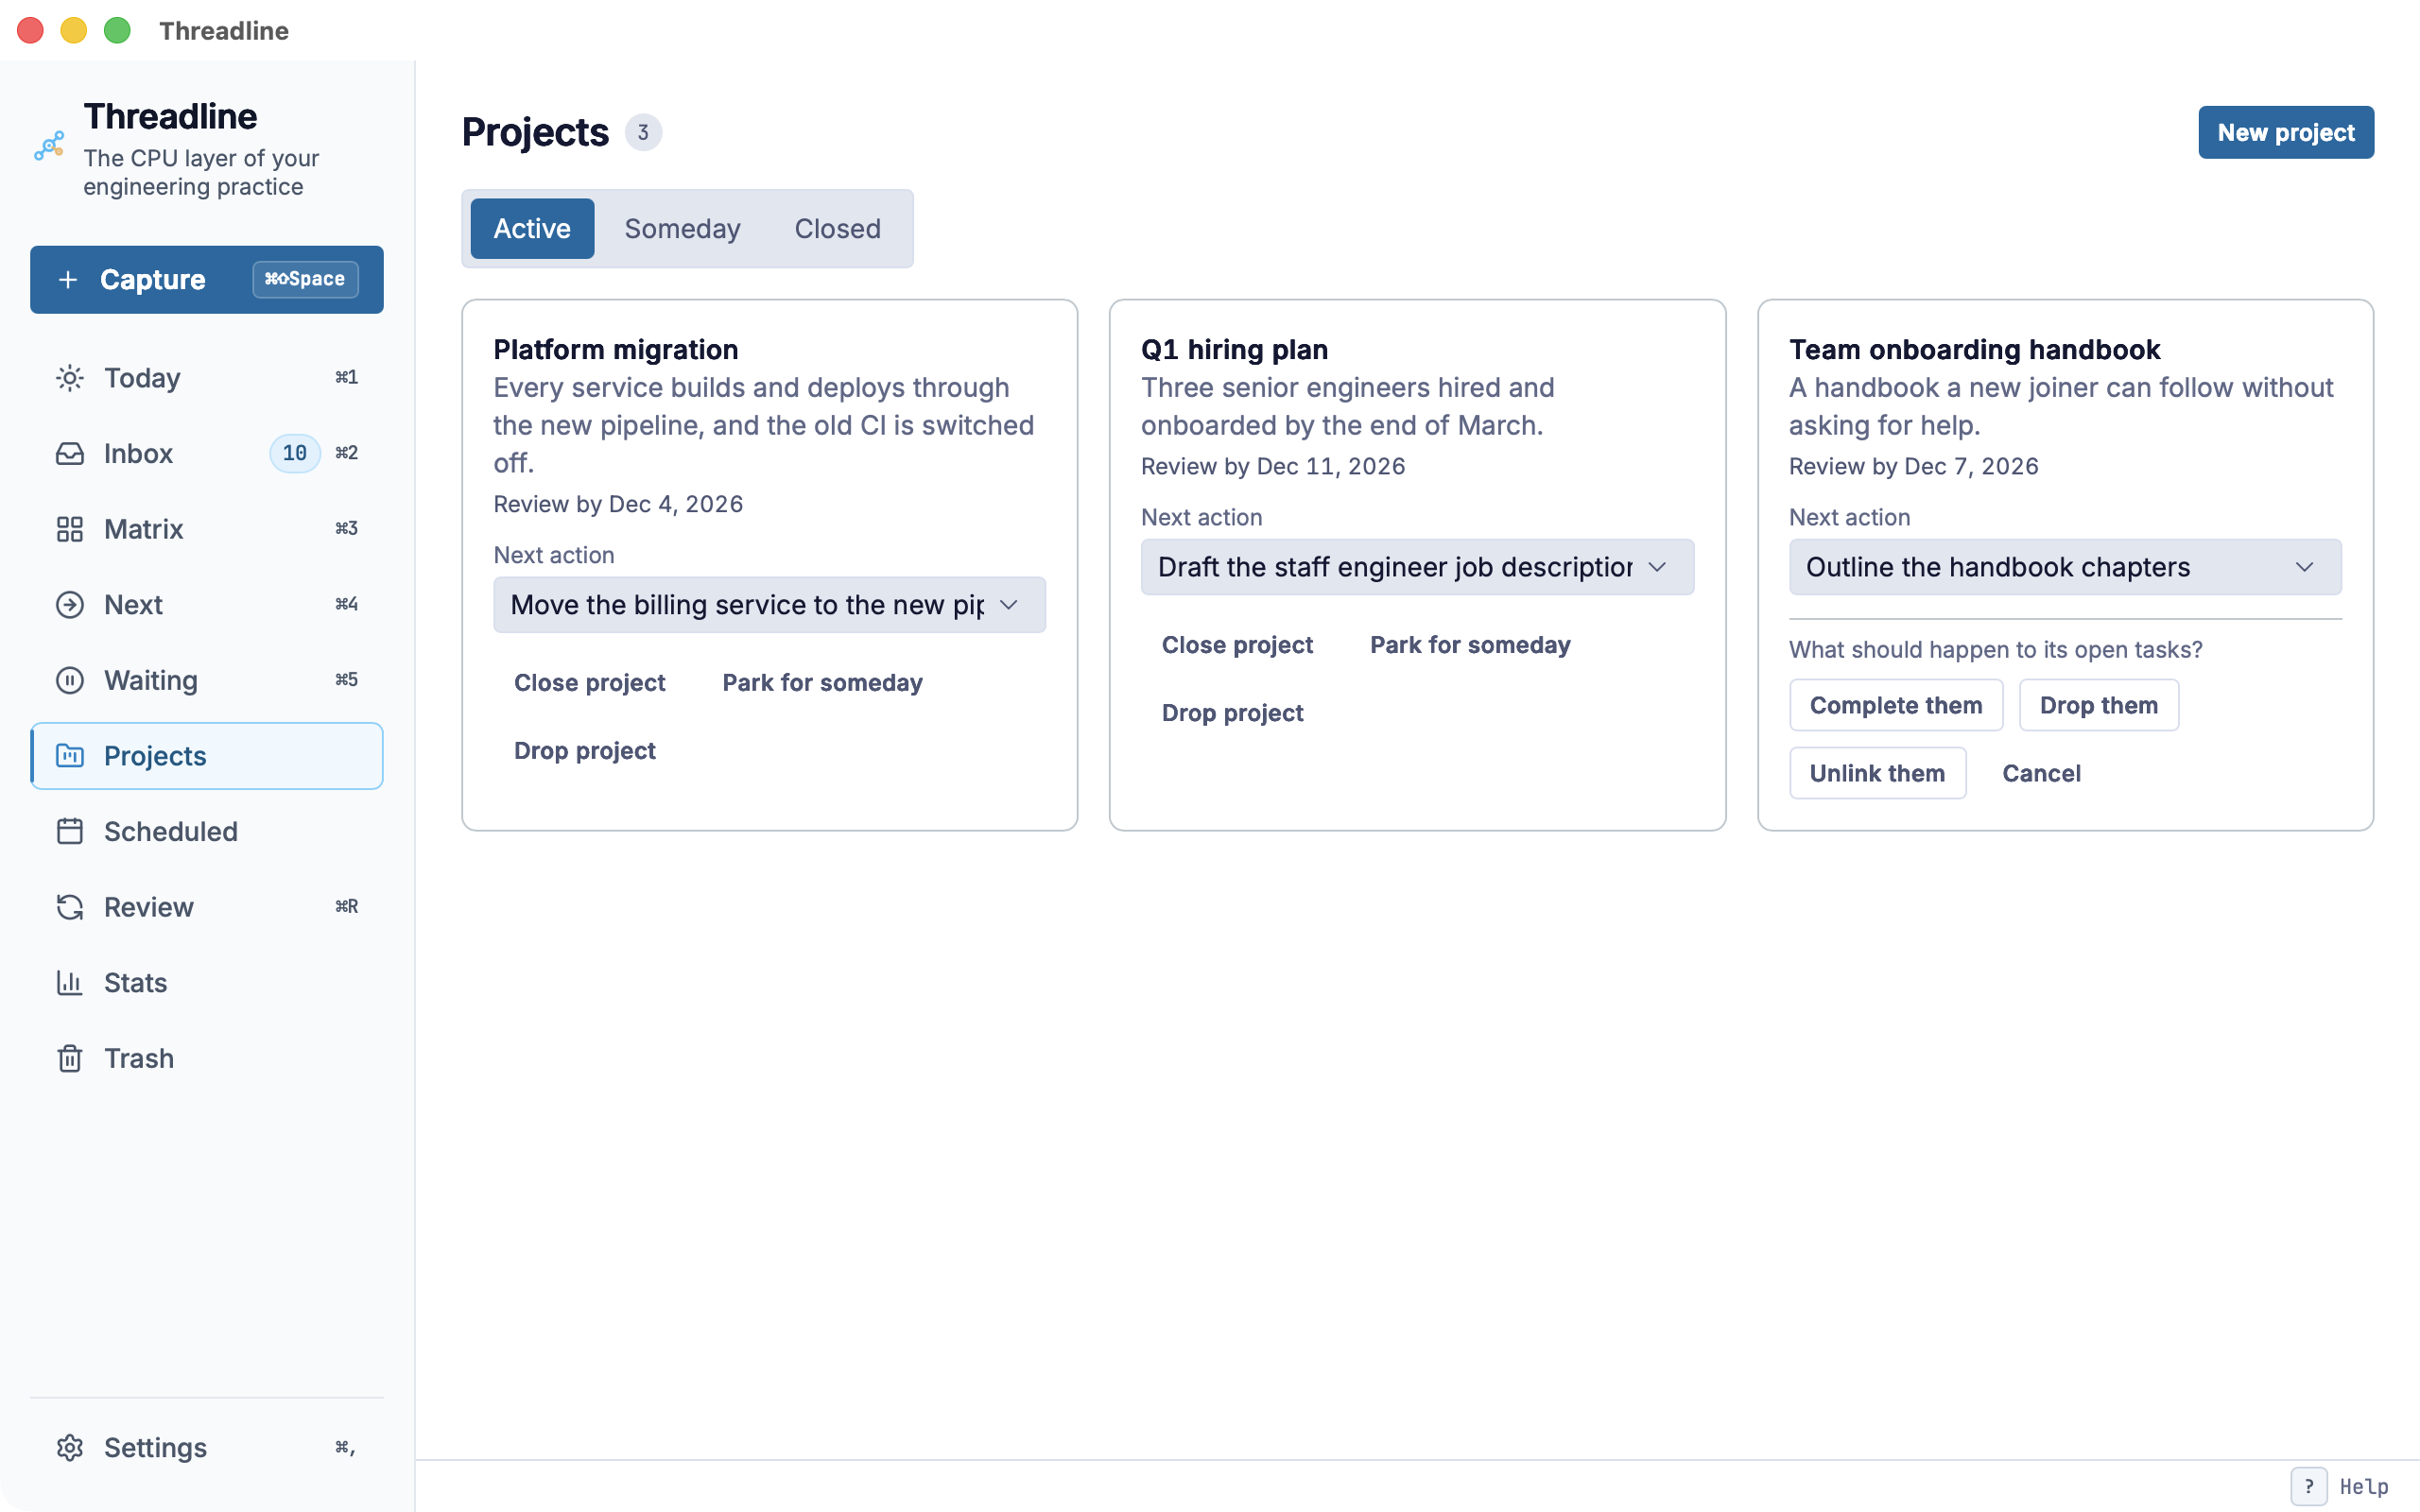 Threadline
Threadline
The CPU layer of your
engineering practice
Capture ⌘⇧Space
Today ⌘1
Inbox 10 ⌘2
Matrix ⌘3
Next ⌘4
Waiting ⌘5
Projects
Scheduled
Review ⌘R
Stats
Trash
Settings ⌘,
Projects 3
New project
Active Someday Closed
Platform migration
Every service builds and deploys through
the new pipeline, and the old CI is switched
off.
Review by Dec 4, 2026
Next action
Move the billing service to the new pip
Close project Park for someday
Drop project
Q1 hiring plan
Three senior engineers hired and
onboarded by the end of March.
Review by Dec 11, 2026
Next action
Draft the staff engineer job description
Close project Park for someday
Drop project
Team onboarding handbook
A handbook a new joiner can follow without
asking for help.
Review by Dec 7, 2026
Next action
Outline the handbook chapters
What should happen to its open tasks?
Complete them Drop them
Unlink them Cancel
? Help